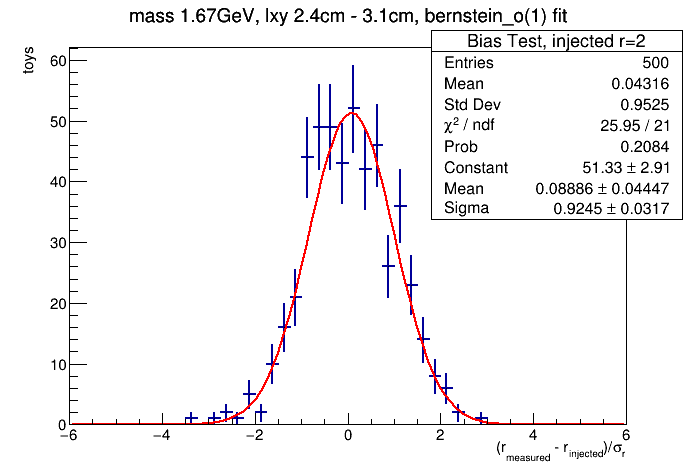 mass 1.67GeV, lxy 2.4cm - 3.1cm, bernstein_o(1) fit
toys
Bias Test, injected r=2
Entries 500
Mean 0.04316
Std Dev 0.9525
χ² / ndf 25.95 / 21
Prob 0.2084
Constant 51.33 ± 2.91
Mean 0.08886 ± 0.04447
Sigma 0.9245 ± 0.0317
60
50
40
30
20
10
0
−6 −4 −2 0 2 4 6
(r_measured - r_injected)/σ_r